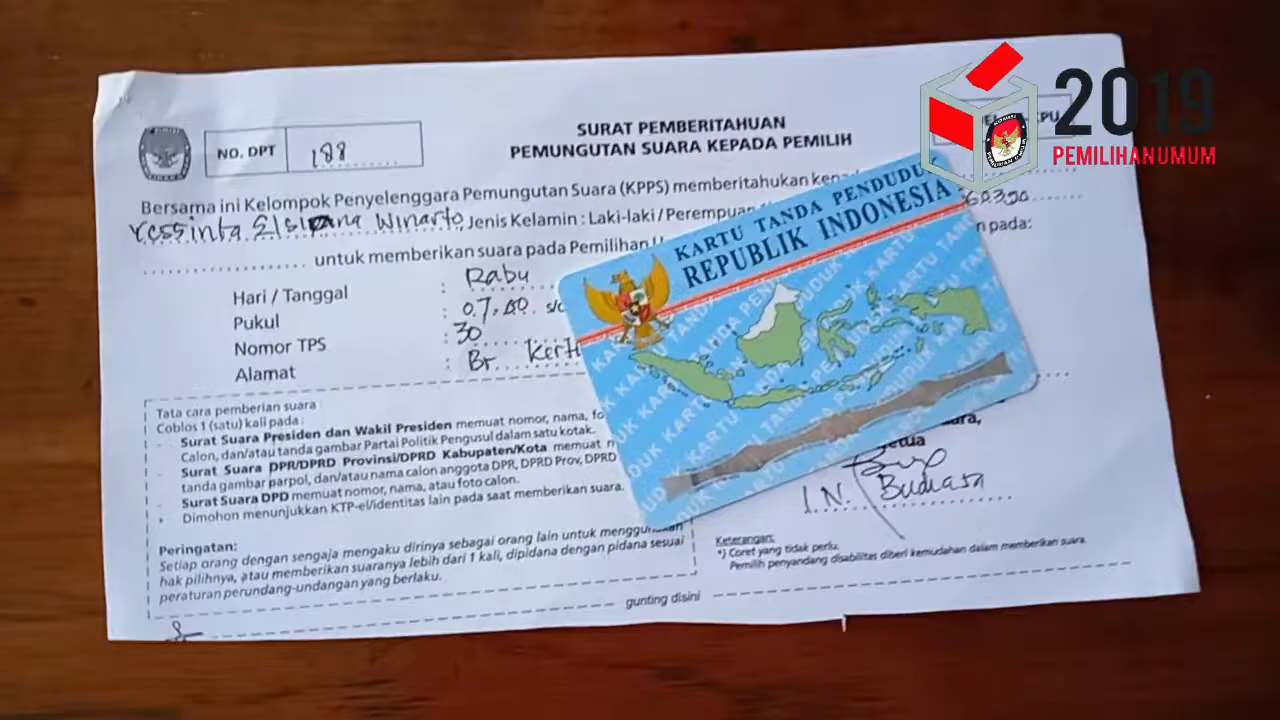 2019
PEMILIHANUMUM
SURAT PEMBERITAHUAN
PEMUNGUTAN SUARA KEPADA PEMILIH
NO. DPT 188
Bersama ini Kelompok Penyelenggara Pemungutan Suara (KPPS) memberitahukan
Winarto, Jenis Kelamin : Laki-laki / Perempuan
untuk memberikan suara pada Pemilihan
pada:
Hari / Tanggal : Rabu
Pukul : 07.00
Nomor TPS : 30
Alamat : Br.
KARTU TANDA PENDUDU
REPUBLIK INDONESIA
Tata cara pemberian suara :
Coblos 1 (satu) kali pada :
- Surat Suara Presiden dan Wakil Presiden memuat nomor, nama,
Calon, dan/atau tanda gambar Partai Politik Pengusul dalam satu kotak.
- Surat Suara DPR/DPRD Provinsi/DPRD Kabupaten/Kota memuat
tanda gambar parpol, dan/atau nama calon anggota DPR, DPRD Prov, DPRD
- Surat Suara DPD memuat nomor, nama, atau foto calon.
Dimohon menunjukkan KTP-el/identitas lain pada saat memberikan suara.
Peringatan:
Setiap orang dengan sengaja mengaku dirinya sebagai orang lain untuk
hak pilihnya, atau memberikan suaranya lebih dari 1 kali, dipidana dengan pidana sesuai
peraturan perundang-undangan yang berlaku.
I.N. Budiasa
Keterangan:
*) Coret yang tidak perlu.
Pemilih penyandang disabilitas diberi kemudahan dalam memberikan suara.
gunting disini